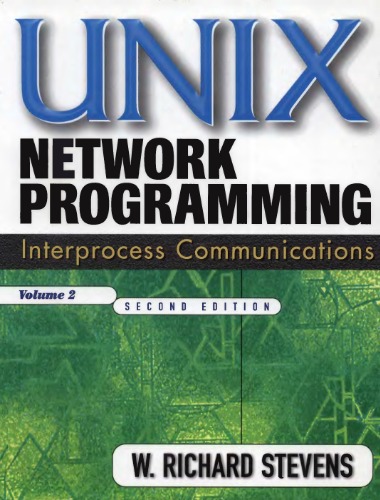 UNIX
NETWORK
PROGRAMMING
Interprocess Communications
Volume 2
SECOND EDITION
W. RICHARD STEVENS